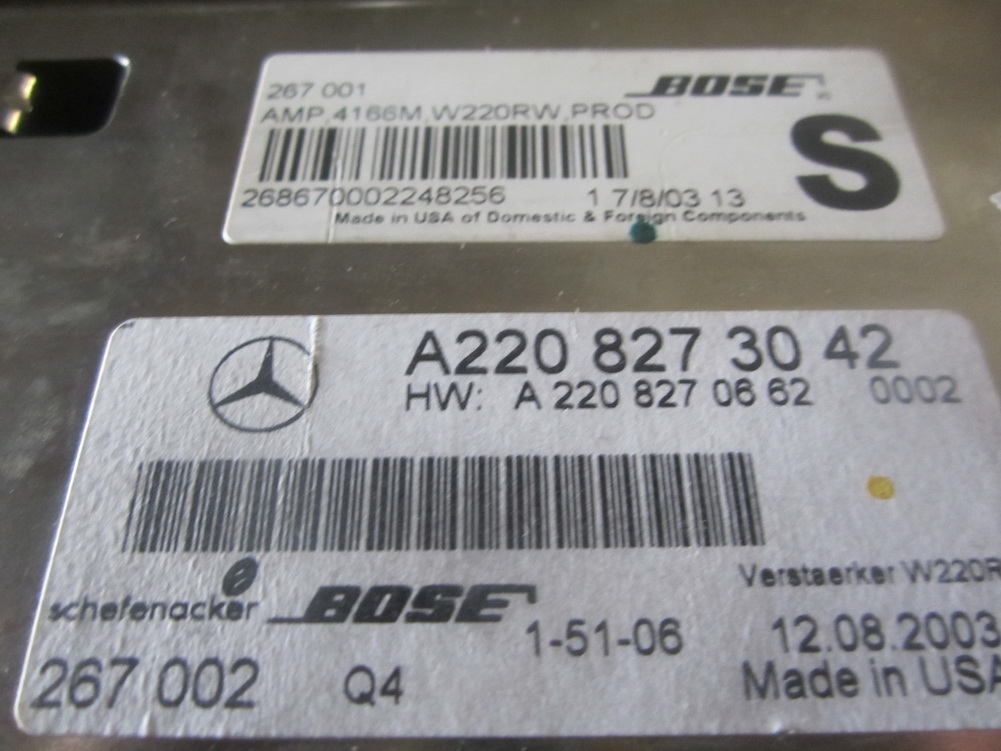 267 001
BOSE
AMP,4166M,W220RW,PROD
S
268670002248256 1 7/8/03 13
Made in USA of Domestic & Foreign Components
A220 827 30 42
HW: A 220 827 06 62 0002
schefenacker BOSE
Verstaerker W220R
1-51-06
12.08.2003
267 002 Q4
Made in USA